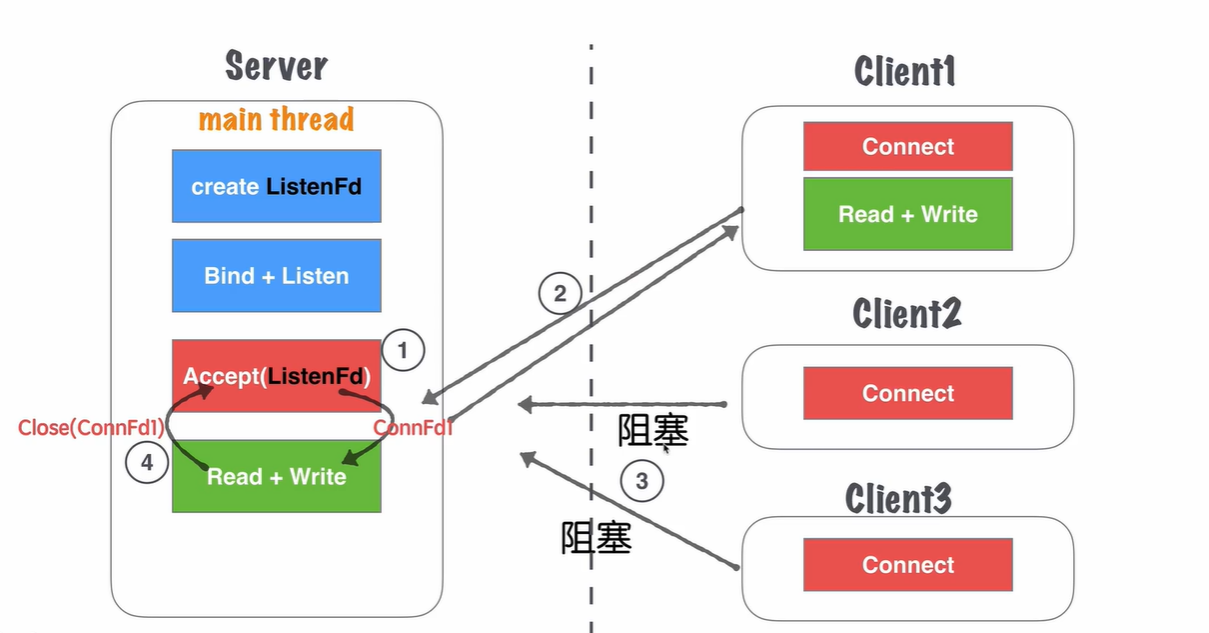 Server
main thread
create ListenFd
Bind + Listen
Accept(ListenFd)
1
Close(ConnFd1)
ConnFd1
4
Read + Write
2
阻塞
3
阻塞
Client1
Connect
Read + Write
Client2
Connect
Client3
Connect